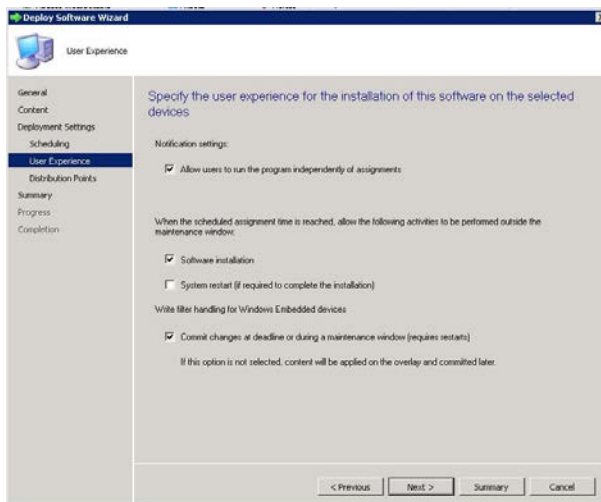 Deploy Software Wizard
User Experience
General
Content
Deployment Settings
Scheduling
User Experience
Distribution Points
Summary
Progress
Completion
Specify the user experience for the installation of this software on the selected
devices
Notification settings:
Allow users to run the program independently of assignments
When the scheduled assignment time is reached, allow the following activities to be performed outside the
maintenance window:
Software installation
System restart (if required to complete the installation)
Write filter handling for Windows Embedded devices
Commit changes at deadline or during a maintenance window (requires restarts)
If this option is not selected, content will be applied on the overlay and committed later.
< Previous
Next >
Summary
Cancel